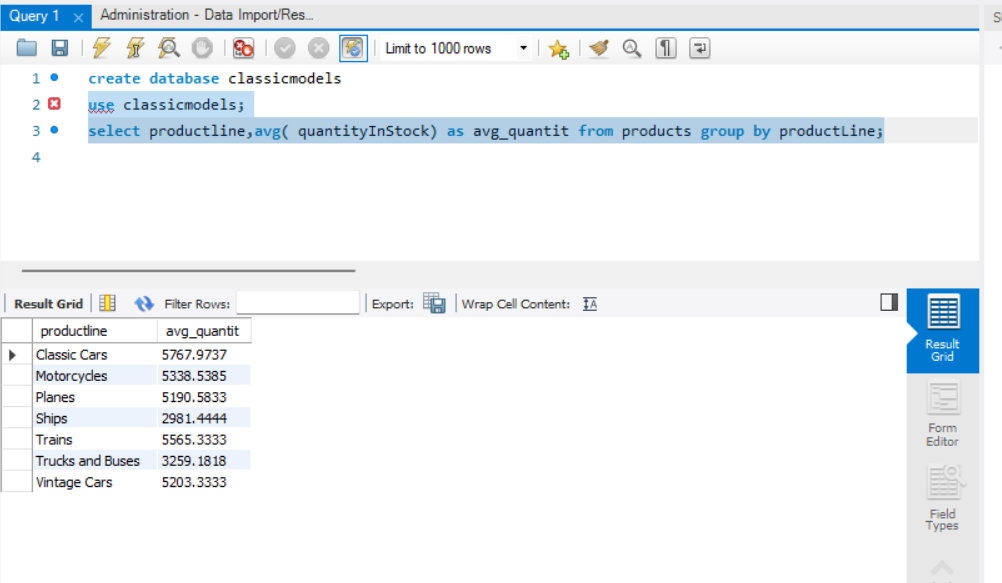 Query 1 × Administration - Data Import/Res...
S
Limit to 1000 rows
1 create database classicmodels
2 use classicmodels;
3 select productline,avg( quantityInStock) as avg_quantit from products group by productLine;
4
Result Grid Filter Rows: Export: Wrap Cell Content: IA
productline avg_quantit
Classic Cars 5767.9737
Motorcycles 5338.5385
Planes 5190.5833
Ships 2981.4444
Trains 5565.3333
Trucks and Buses 3259.1818
Vintage Cars 5203.3333
Result
Grid
Form
Editor
Field
Types